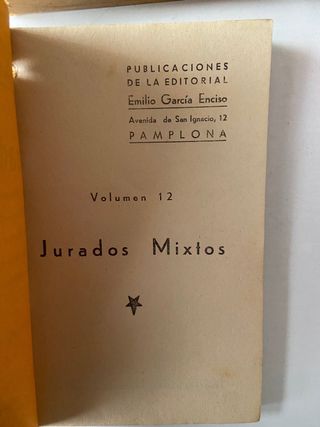 PUBLICACIONES
DE LA EDITORIAL
Emilio García Enciso
Avenida de San Ignacio, 12
PAMPLONA
Volumen 12
Jurados Mixtos